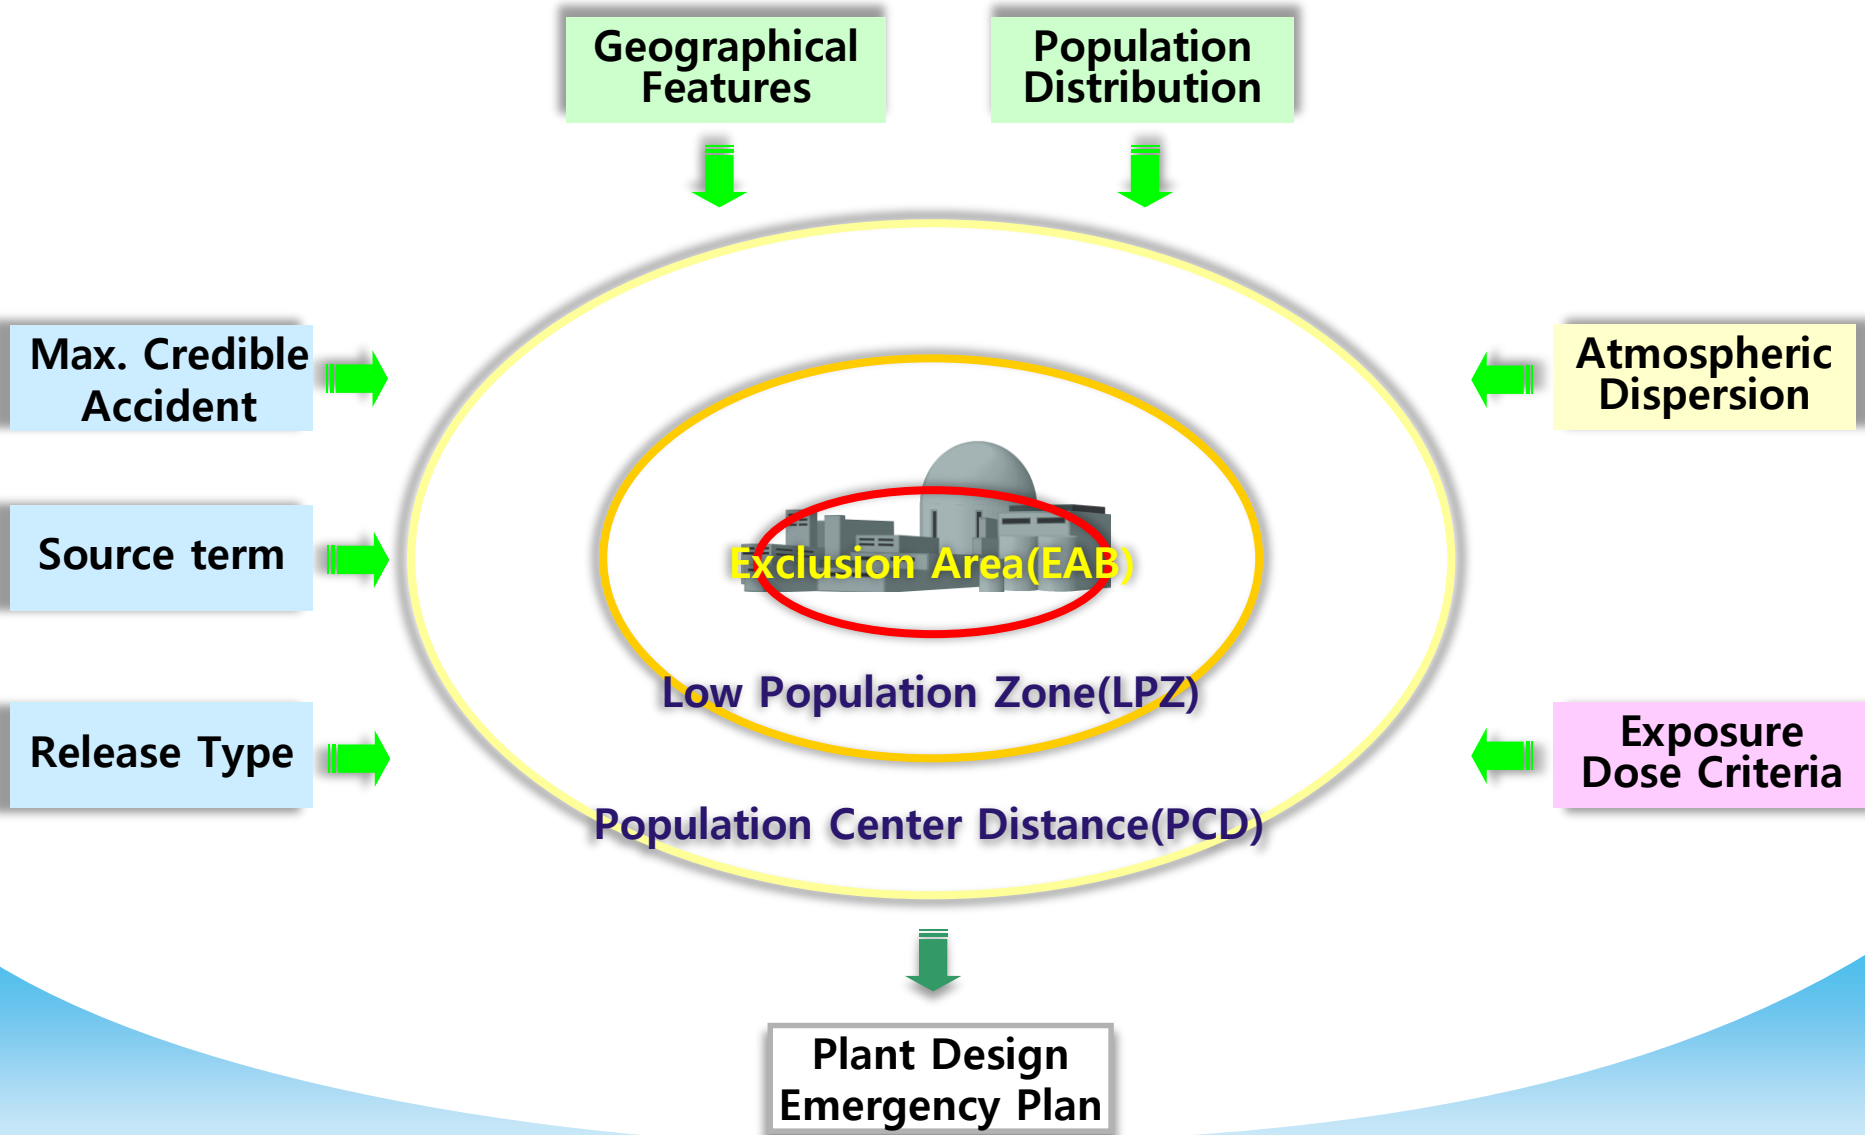 Geographical
Features
Population
Distribution
Max. Credible
Accident
Atmospheric
Dispersion
Source term
Exclusion Area(EAB)
Low Population Zone(LPZ)
Release Type
Exposure
Dose Criteria
Population Center Distance(PCD)
Plant Design
Emergency Plan